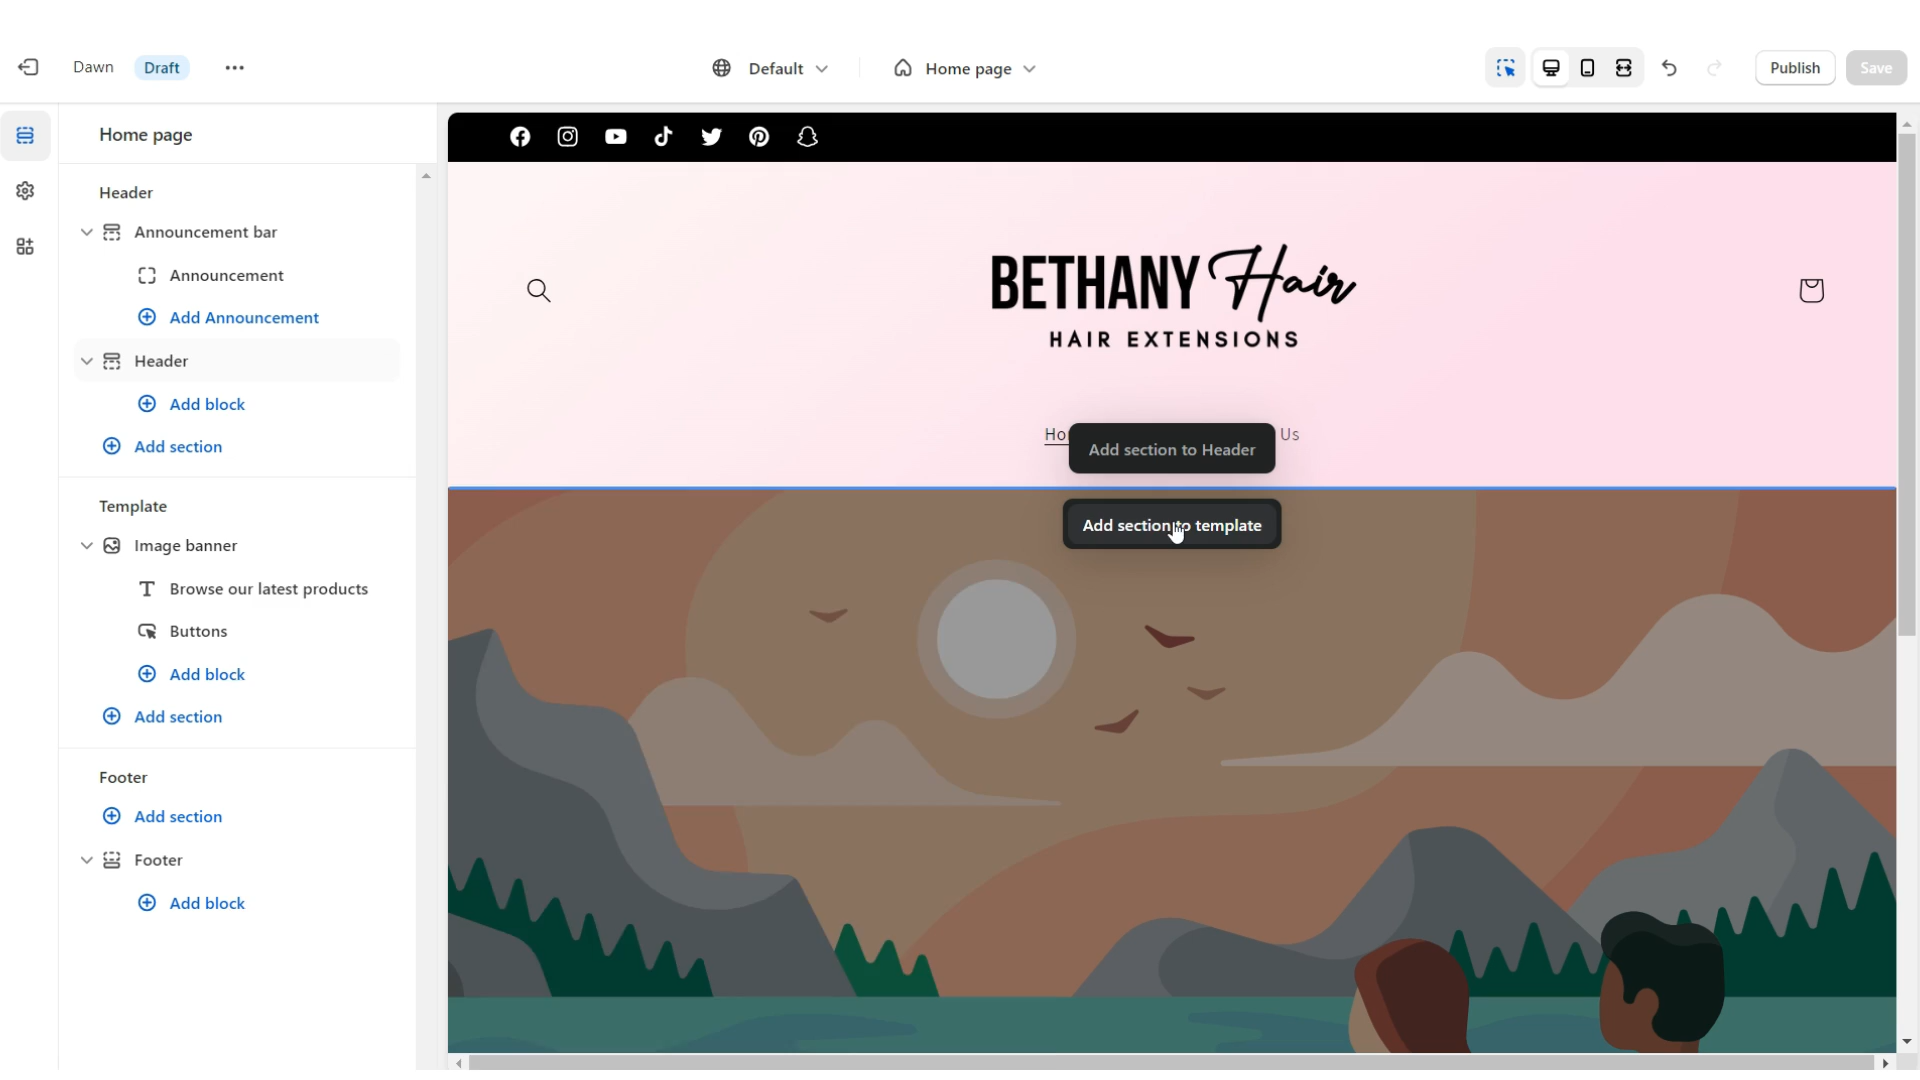 Dawn
Draft
Default
Home page
Publish
Save
Home page
Header
Announcement bar
Announcement
Add Announcement
Header
Add block
Add section
Template
Image banner
Browse our latest products
Buttons
Add block
Add section
Footer
Add section
Footer
Add block
BETHANY Hair
HAIR EXTENSIONS
Us
Add section to Header
Add section to template